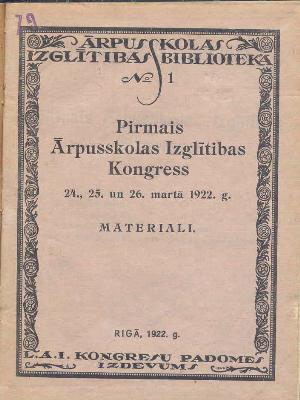 79
ĀRPUSSKOLAS
IZGLĪTIBAS BIBLIOTEKA
№ 1
Pirmais
Ārpusskolas Izglītības
Kongress
24., 25. un 26. martā 1922. g.
MATERIALI.
RIGĀ, 1922. g.
L.A.I. KONGRESU PADOMES
IZDEVUMS